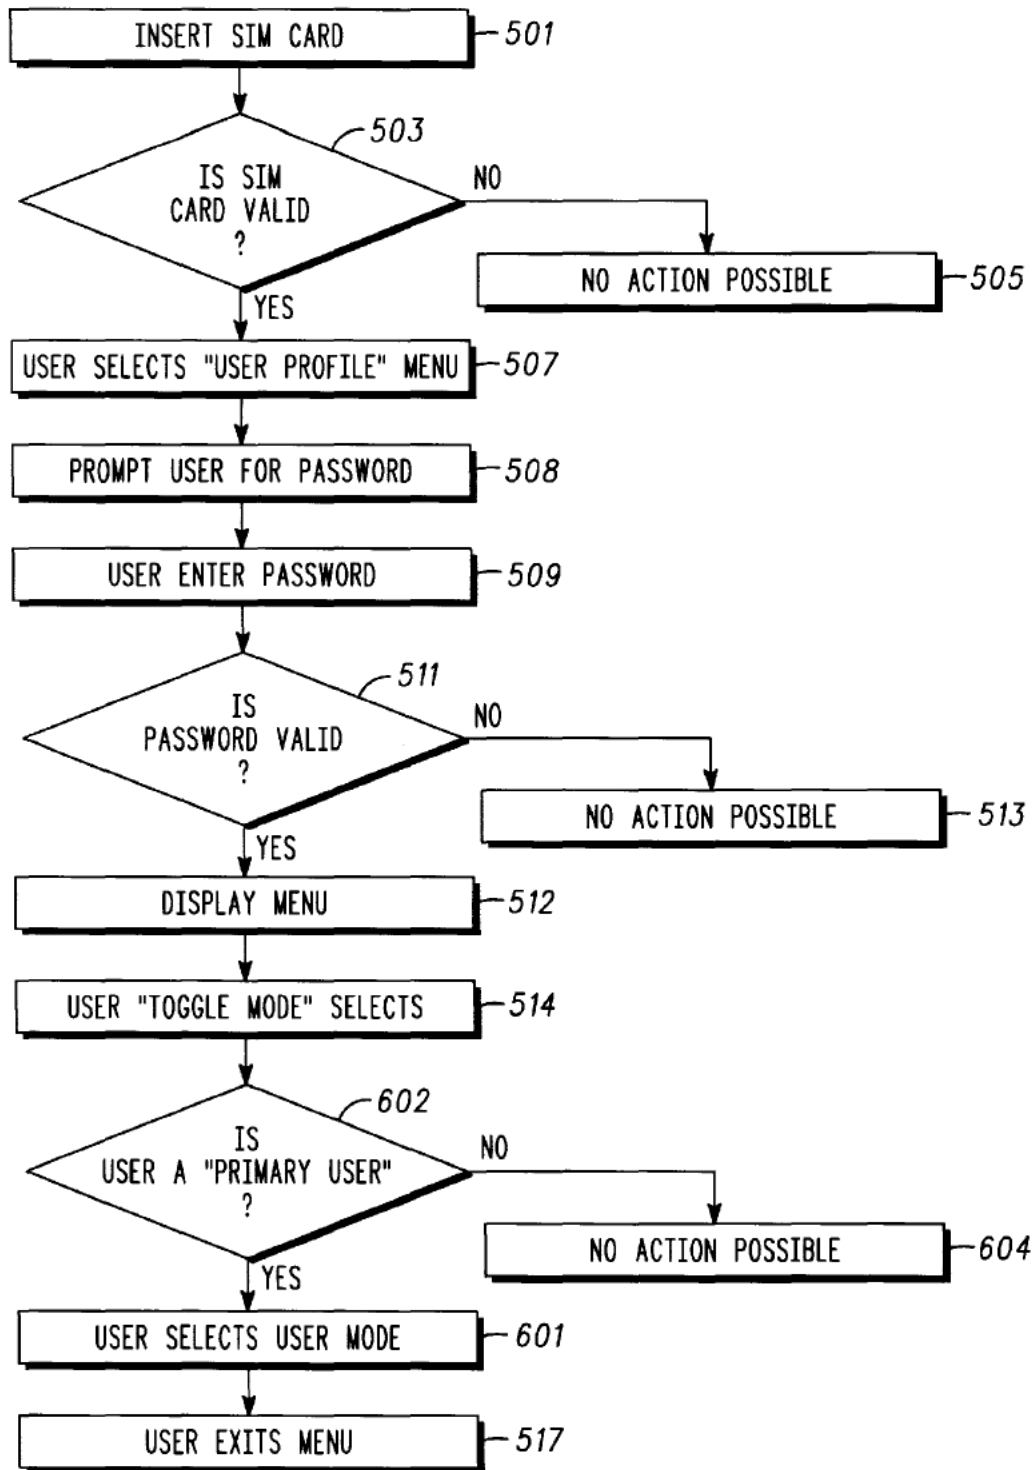 INSERT SIM CARD
501
503
IS SIM
CARD VALID
?
NO
NO ACTION POSSIBLE
505
YES
USER SELECTS "USER PROFILE" MENU
507
PROMPT USER FOR PASSWORD
508
USER ENTER PASSWORD
509
511
IS
PASSWORD VALID
?
NO
NO ACTION POSSIBLE
513
YES
DISPLAY MENU
512
USER "TOGGLE MODE" SELECTS
514
602
IS
USER A "PRIMARY USER"
?
NO
NO ACTION POSSIBLE
604
YES
USER SELECTS USER MODE
601
USER EXITS MENU
517